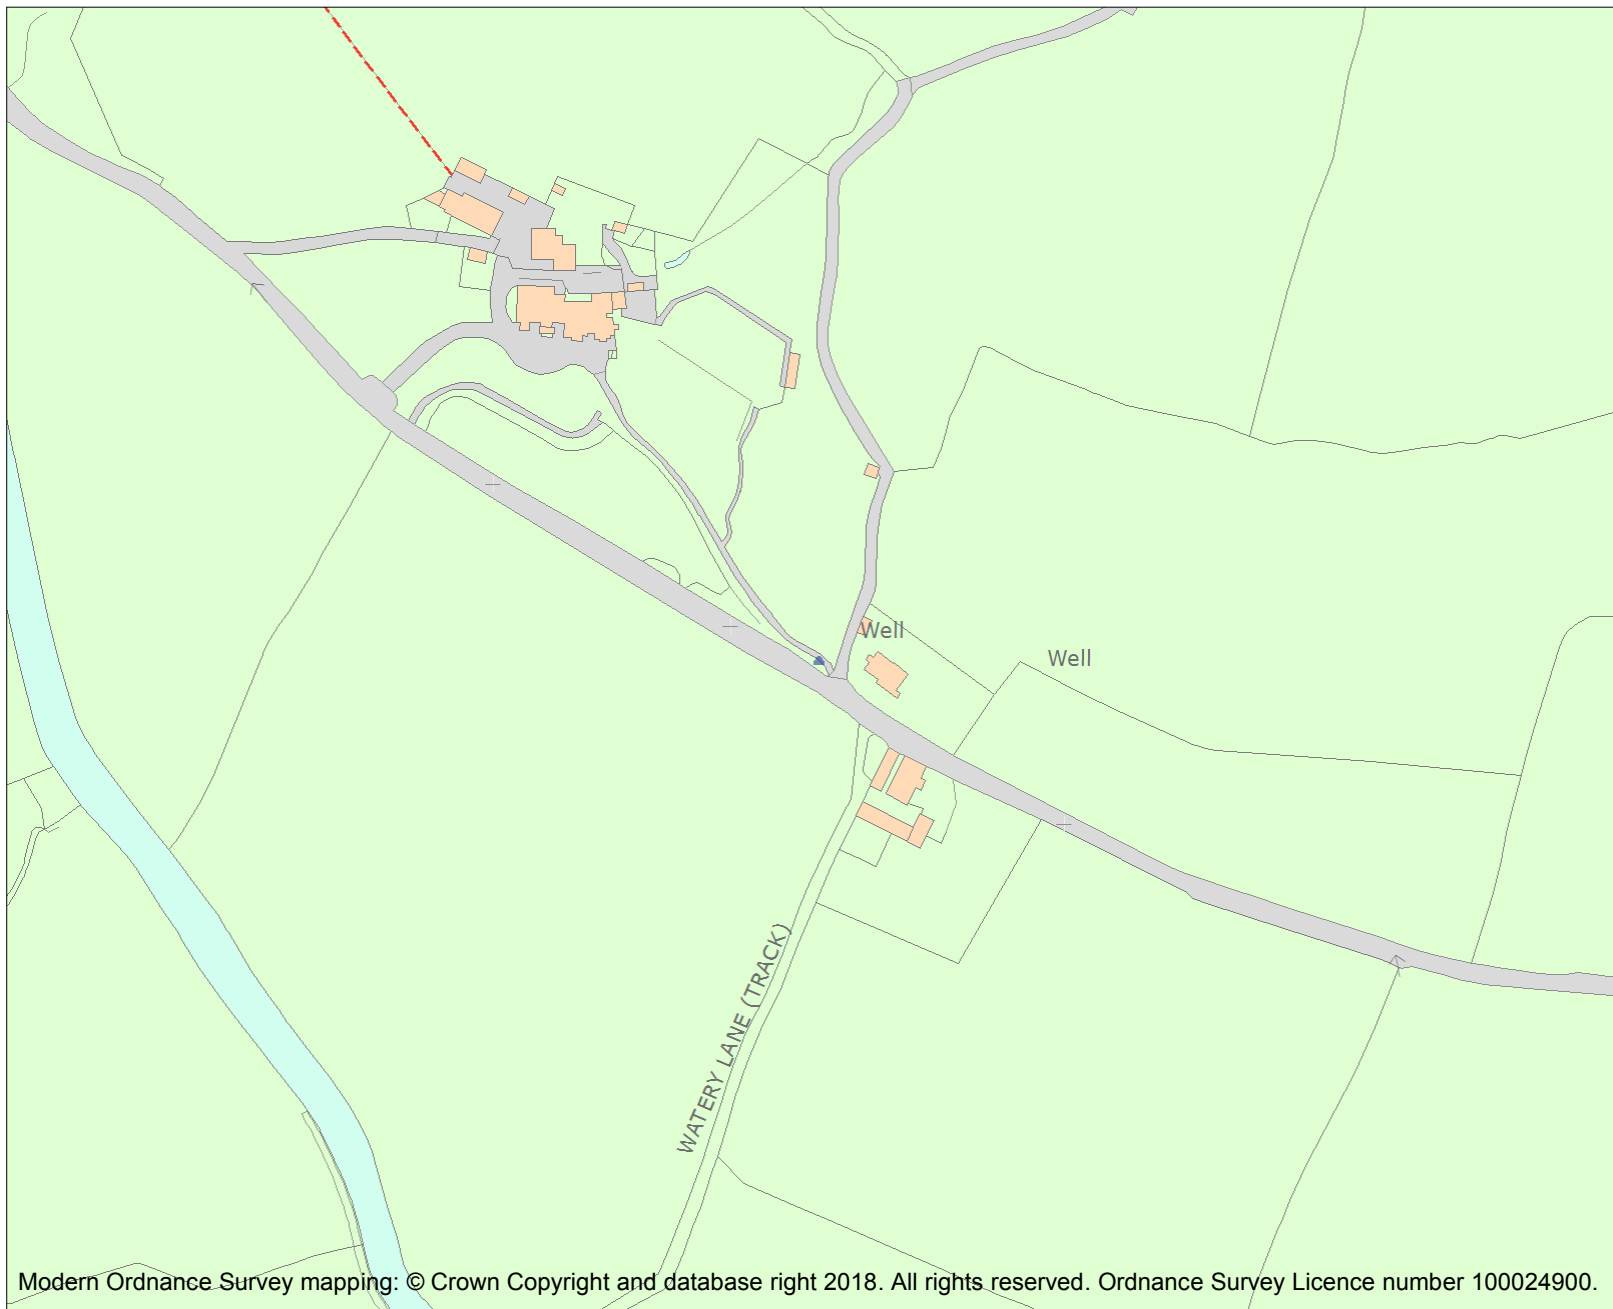 Well
Well
WATERY LANE (TRACK)
Modern Ordnance Survey mapping: © Crown Copyright and database right 2018. All rights reserved. Ordnance Survey Licence number 100024900.